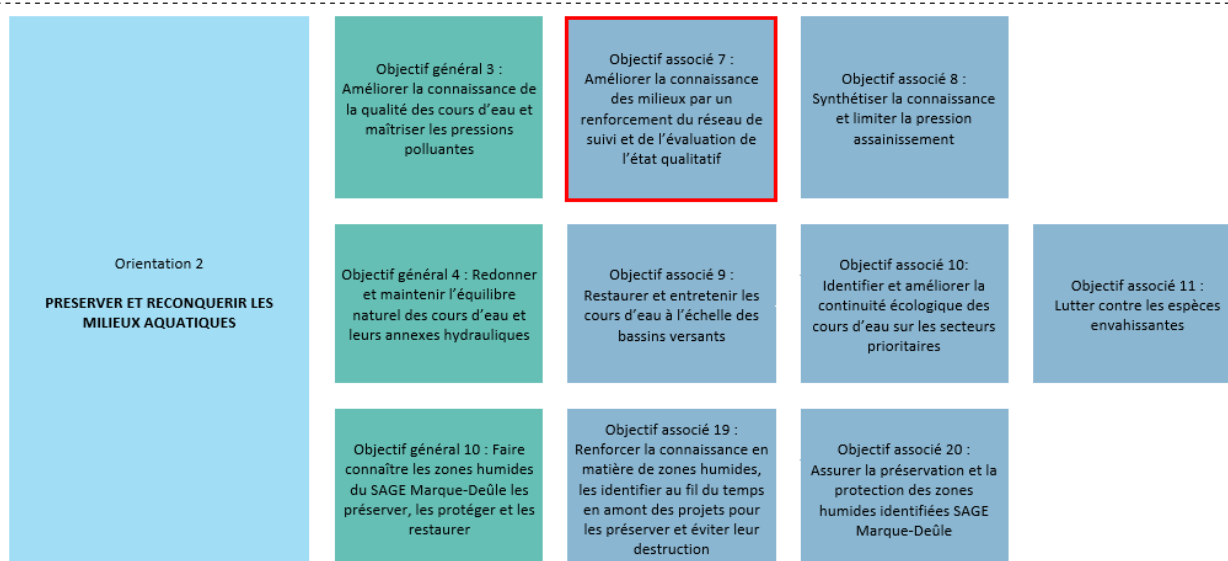 Orientation 2
PRESERVER ET RECONQUERIR LES
MILIEUX AQUATIQUES
Objectif général 3 :
Améliorer la connaissance de
la qualité des cours d'eau et
maîtriser les pressions
polluantes
Objectif associé 7 :
Améliorer la connaissance
des milieux par un
renforcement du réseau de
suivi et de l'évaluation de
l'état qualitatif
Objectif associé 8 :
Synthétiser la connaissance
et limiter la pression
assainissement
Objectif général 4 : Redonner
et maintenir l'équilibre
naturel des cours d'eau et
leurs annexes hydrauliques
Objectif associé 9 :
Restaurer et entretenir les
cours d'eau à l'échelle des
bassins versants
Objectif associé 10:
Identifier et améliorer la
continuité écologique des
cours d'eau sur les secteurs
prioritaires
Objectif associé 11 :
Lutter contre les espèces
envahissantes
Objectif général 10 : Faire
connaître les zones humides
du SAGE Marque-Deûle les
préserver, les protéger et les
restaurer
Objectif associé 19 :
Renforcer la connaissance en
matière de zones humides,
les identifier au fil du temps
en amont des projets pour
les préserver et éviter leur
destruction
Objectif associé 20 :
Assurer la préservation et la
protection des zones
humides identifiées SAGE
Marque-Deûle